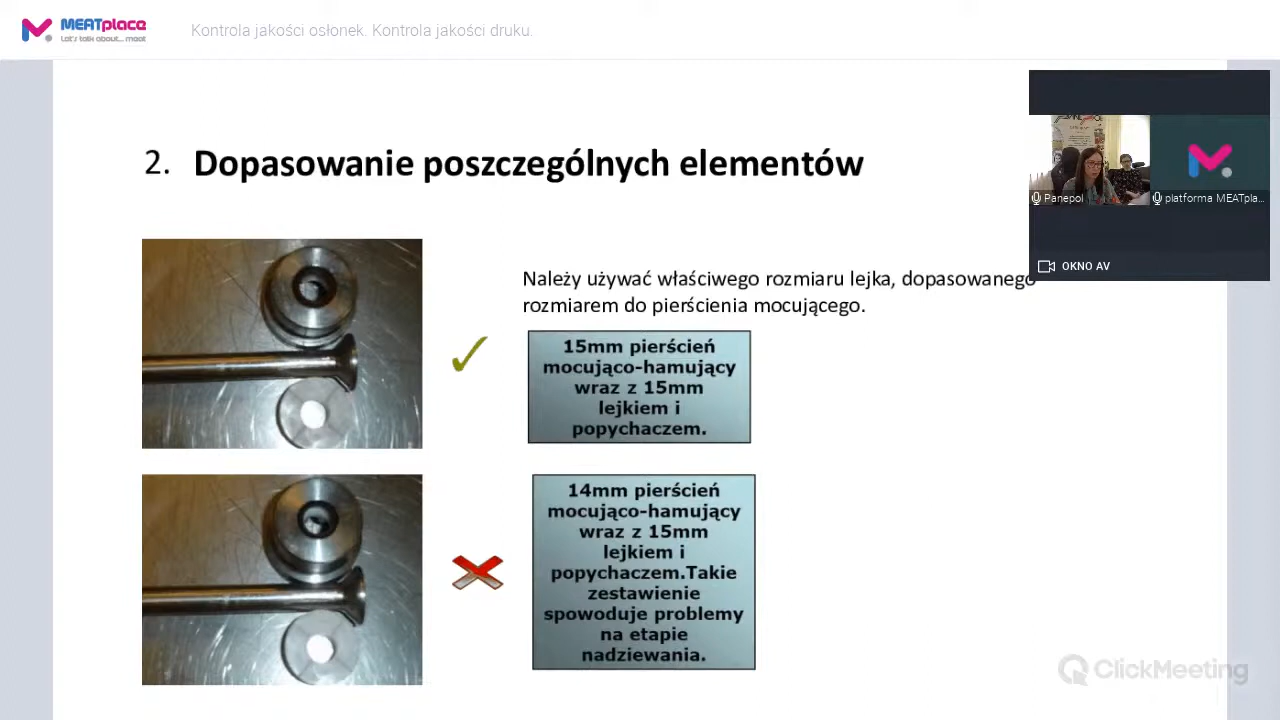 MEATplace
Let's talk about... meat
Kontrola jakości osłonek. Kontrola jakości druku.
2. Dopasowanie poszczególnych elementów
Należy używać właściwego rozmiaru lejka, dopasowanego
rozmiarem do pierścienia mocującego.
15mm pierścień
mocująco-hamujący
wraz z 15mm
lejkiem i
popychaczem.
14mm pierścień
mocująco-hamujący
wraz z 15mm
lejkiem i
popychaczem.Takie
zestawienie
spowoduje problemy
na etapie
nadziewania.
Panepol
platforma MEATpla...
OKNO AV
ClickMeeting